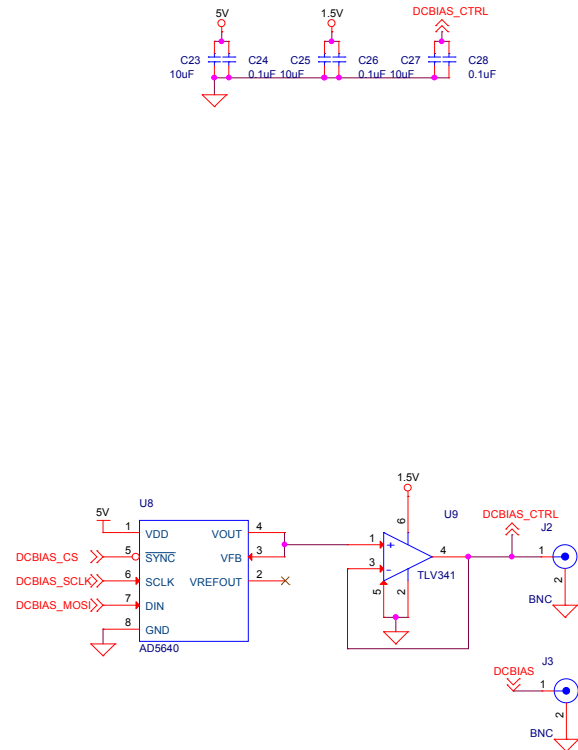 5V
1.5V
DCBIAS_CTRL
C23
C24
C25
C26
C27
C28
10uF
0.1uF
10uF
0.1uF
10uF
0.1uF
1.5V
5V
U8
U9
DCBIAS_CTRL
J2
6
1
VDD
VOUT
4
1
+
4
1
DCBIAS_CS
5
SYNC
VFB
3
3
-
TLV341
DCBIAS_SCLK
6
SCLK
VREFOUT
2
5
2
2
BNC
DCBIAS_MOSI
7
DIN
8
GND
AD5640
J3
DCBIAS
1
2
BNC